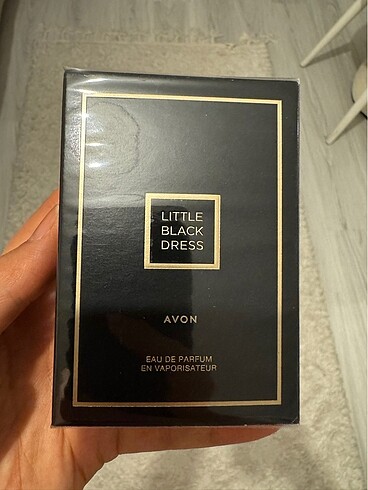 LITTLE
BLACK
DRESS
AVON
EAU DE PARFUM
EN VAPORISATEUR